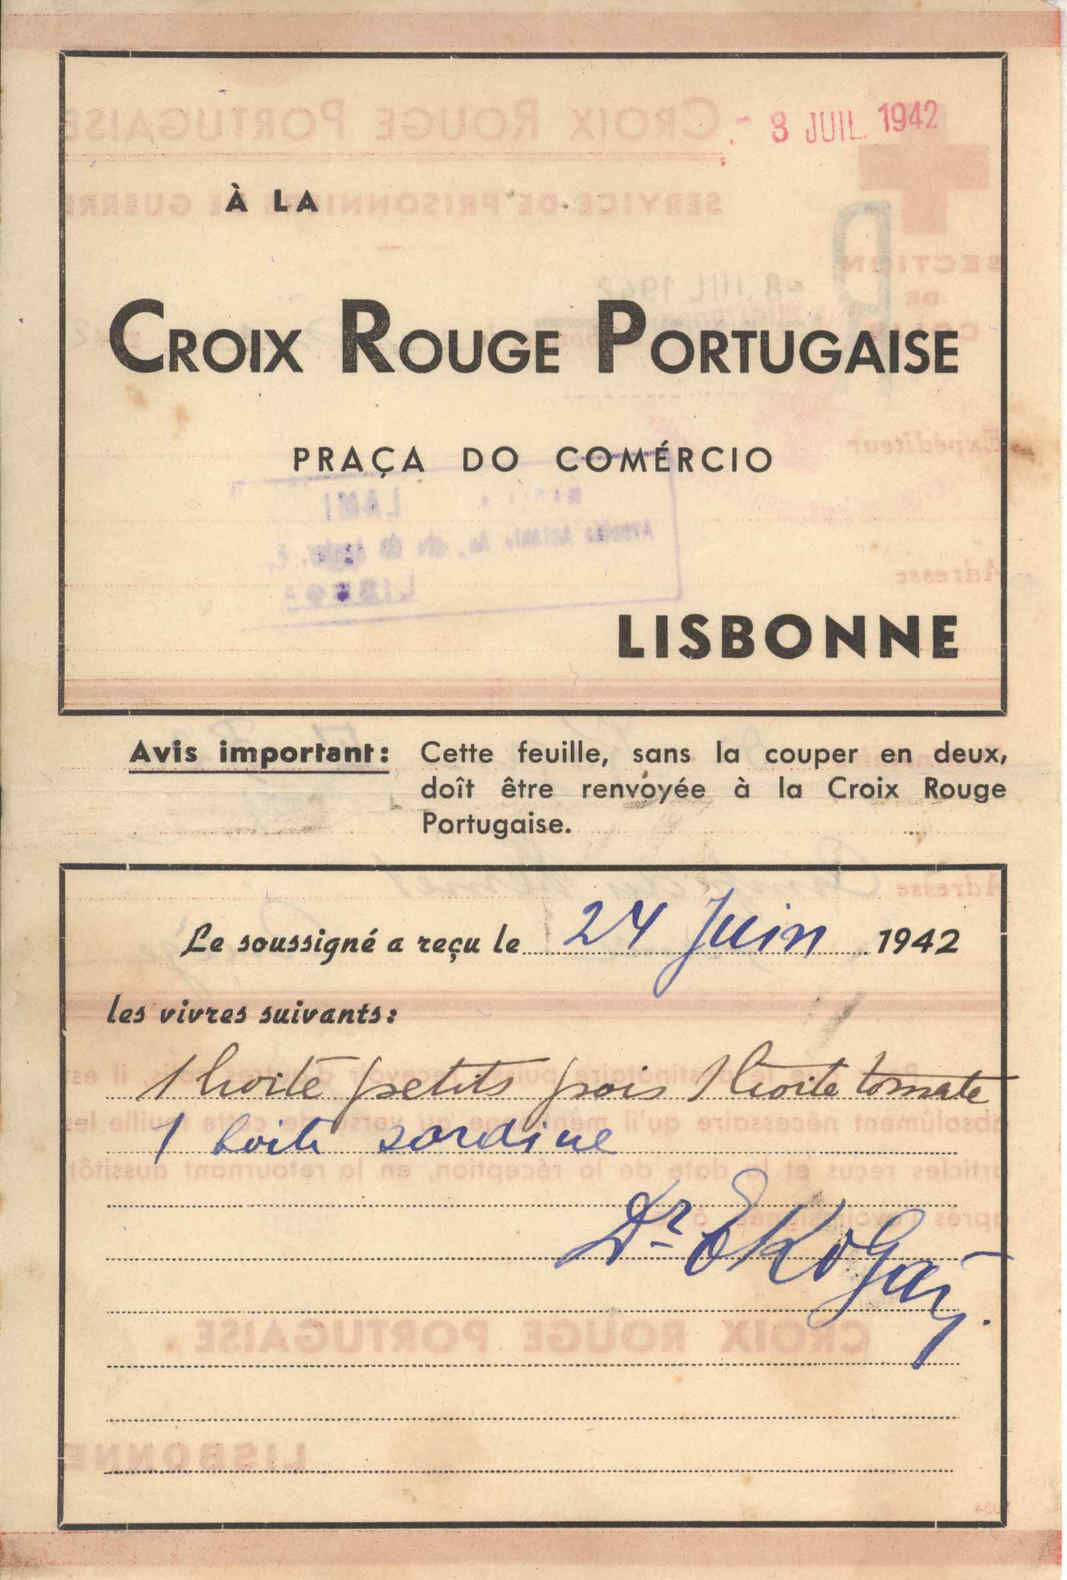 8 JUIL. 1942
À LA
CROIX ROUGE PORTUGAISE
PRAÇA DO COMÉRCIO
LISBONNE
Avis important: Cette feuille, sans la couper en deux,
doît être renvoyée à la Croix Rouge
Portugaise.
Le soussigné a reçu le 24 Juin 1942
les vivres suivants:
1 boite petits pois 1 boite tomate
1 boite sardine
Dr